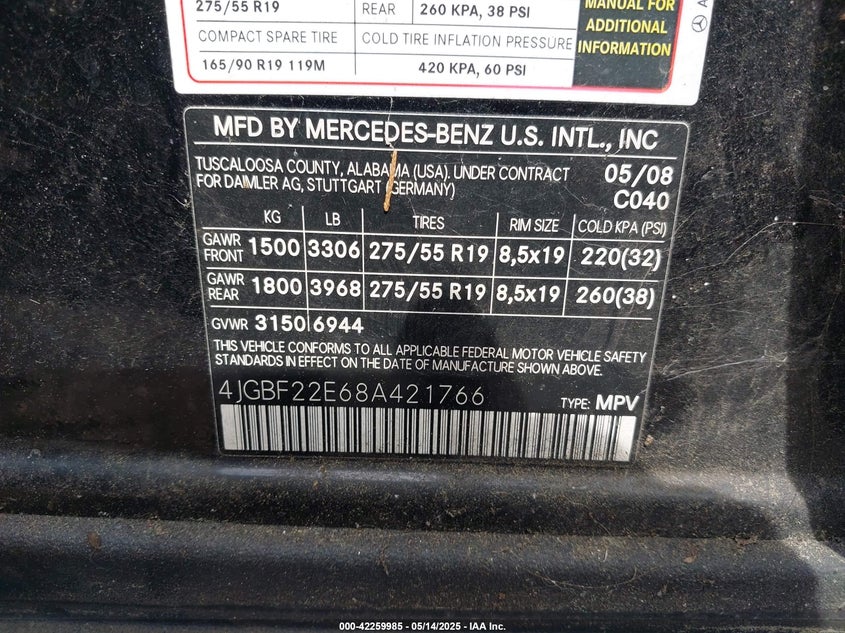 275/55 R19 REAR 260 KPA, 38 PSI
MANUAL FOR
ADDITIONAL
INFORMATION
COMPACT SPARE TIRE COLD TIRE INFLATION PRESSURE
165/90 R19 119M 420 KPA, 60 PSI
A
MFD BY MERCEDES-BENZ U.S. INTL., INC
TUSCALOOSA COUNTY, ALABAMA (USA). UNDER CONTRACT 05/08
FOR DAIMLER AG, STUTTGART (GERMANY) C040
KG LB TIRES RIM SIZE COLD KPA (PSI)
GAWR FRONT 1500 3306 275/55 R19 8,5x19 220(32)
GAWR REAR 1800 3968 275/55 R19 8,5x19 260(38)
GVWR 3150 6944
THIS VEHICLE CONFORMS TO ALL APPLICABLE FEDERAL MOTOR VEHICLE SAFETY
STANDARDS IN EFFECT ON THE DATE OF MANUFACTURE SHOWN ABOVE.
4JGBF22E68A421766 TYPE: MPV
000-42259985 - 05/14/2025 - IAA Inc.